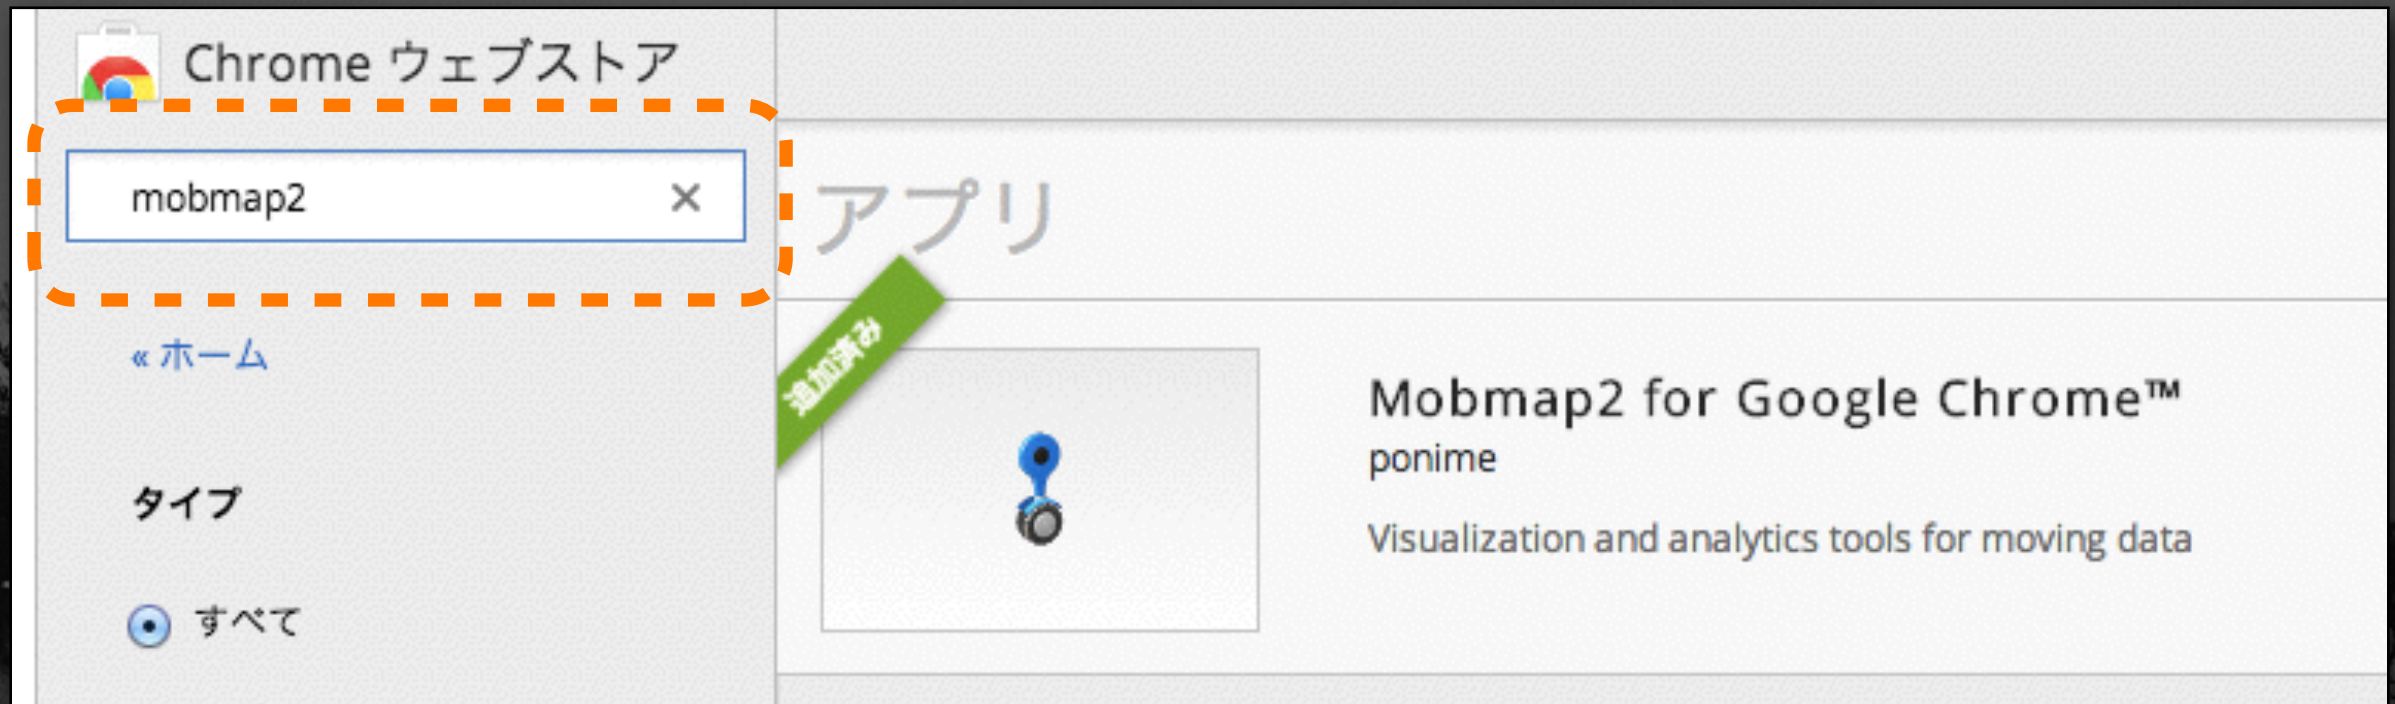 Chrome ウェブストア
mobmap2
« ホーム
タイプ
すべて
アプリ
追加済み
Mobmap2 for Google Chrome™
ponime
Visualization and analytics tools for moving data